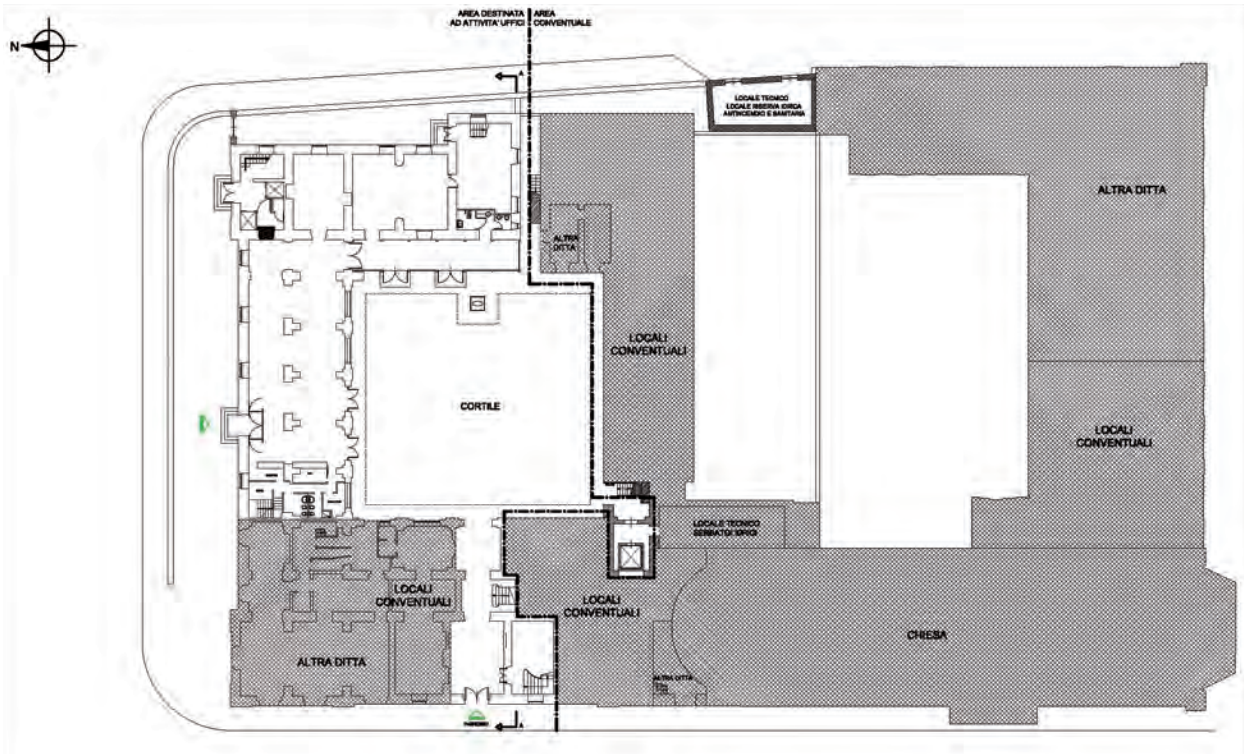 AREA DESTINATA
AD ATTIVITA' UFFICI
AREA
CONVENTUALE
N
A
LOCALE TECNICO
LOCALE RISERVA IDRICA
ANTINCENDIO E SANITARIA
ALTRA DITTA
ALTRA
DITTA
LOCALI
CONVENTUALI
CORTILE
LOCALI
CONVENTUALI
LOCALE TECNICO
SERBATOI IDRICI
LOCALI
CONVENTUALI
LOCALI
CONVENTUALI
CHIESA
ALTRA DITTA
ALTRA DITTA
A